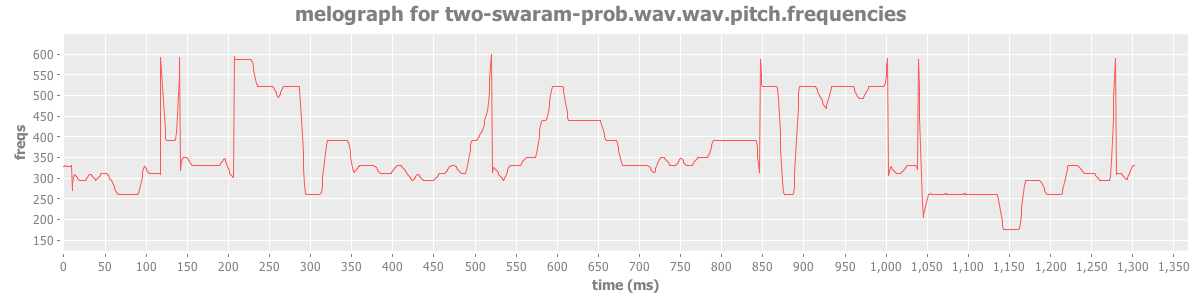 melograph for two-swaram-prob.wav.wav.pitch.frequencies
600
550
500
450
400
350
300
250
200
150
freqs
0 50 100 150 200 250 300 350 400 450 500 550 600 650 700 750 800 850 900 950 1,000 1,050 1,100 1,150 1,200 1,250 1,300 1,350
time (ms)